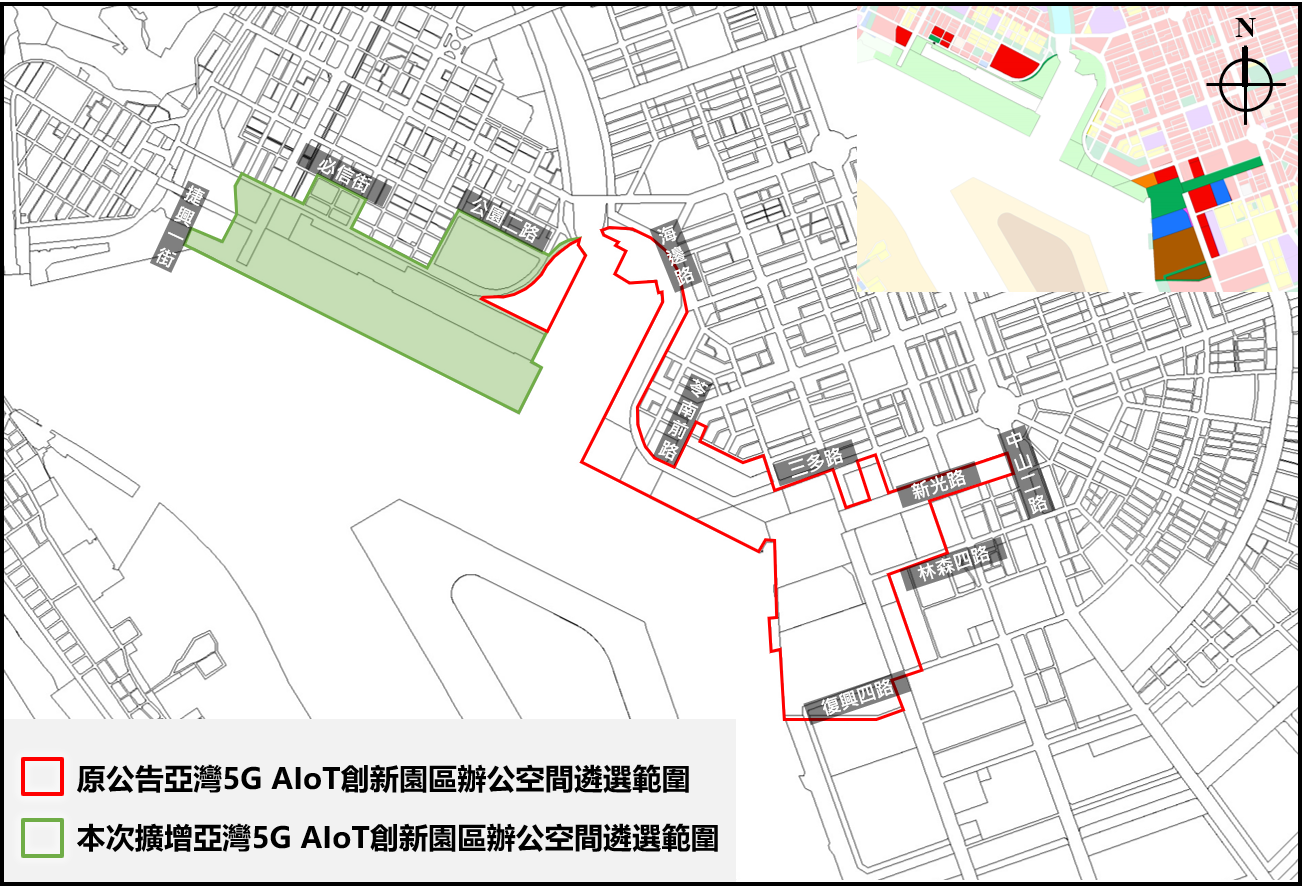 N
必信街
捷興一街
公園二路
海邊路
苓南前路
三多路
中山二路
新光路
林森四路
復興四路
原公告亞灣5G AIoT創新園區辦公空間遴選範圍
本次擴增亞灣5G AIoT創新園區辦公空間遴選範圍